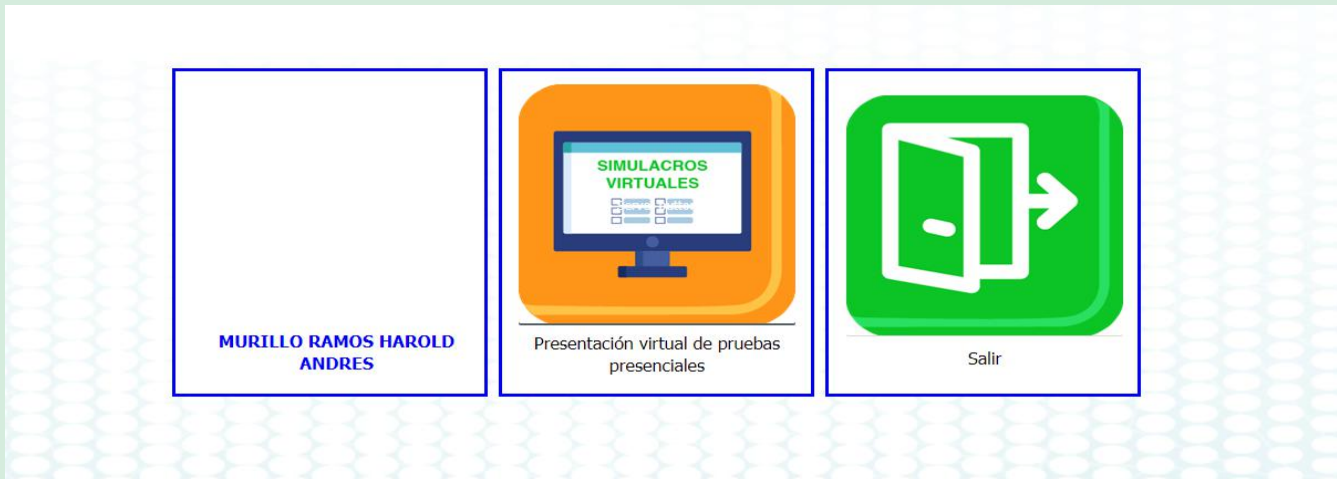 MURILLO RAMOS HAROLD
ANDRES
SIMULACROS
VIRTUALES
Presentación virtual de pruebas
presenciales
Salir